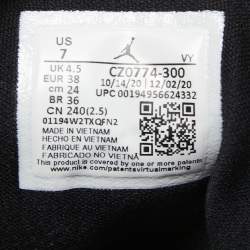 US
7
VY
UK 4.5
EUR 38
cm 24
BR 36
CN 240(2.5)
CZ0774-300
10/14/20 12/02/20
UPC 00194956624332
01194W2TXQFN2
MADE IN VIETNAM
HECHO EN VIETNAM
FABRIQUÉ AU VIETNAM
FABRICADO NO VIETNÃ
www.nike.com/patentsvirtualmarking